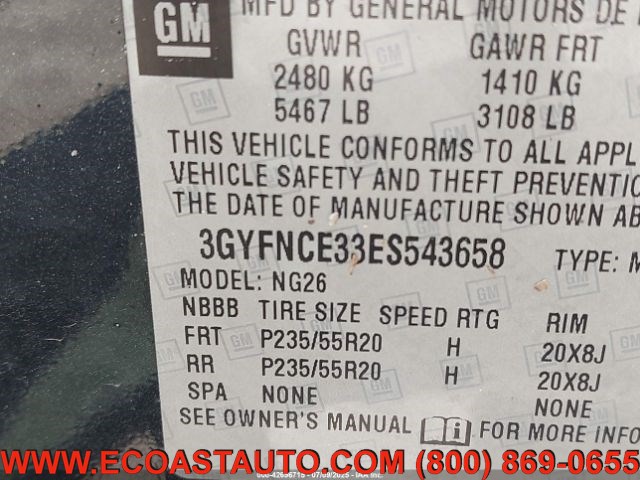 GM
MFD BY GENERAL MOTORS DE
GVWR GAWR FRT
2480 KG 1410 KG
5467 LB 3108 LB
THIS VEHICLE CONFORMS TO ALL APPL
VEHICLE SAFETY AND THEFT PREVENTIO
THE DATE OF MANUFACTURE SHOWN AB
3GYFNCE33ES543658 TYPE: M
MODEL: NG26
NBBB TIRE SIZE SPEED RTG RIM
FRT P235/55R20 H 20X8J
RR P235/55R20 H 20X8J
SPA NONE NONE
SEE OWNER'S MANUAL i FOR MORE INFO
WWW.ECOASTAUTO.COM (800) 869-0655